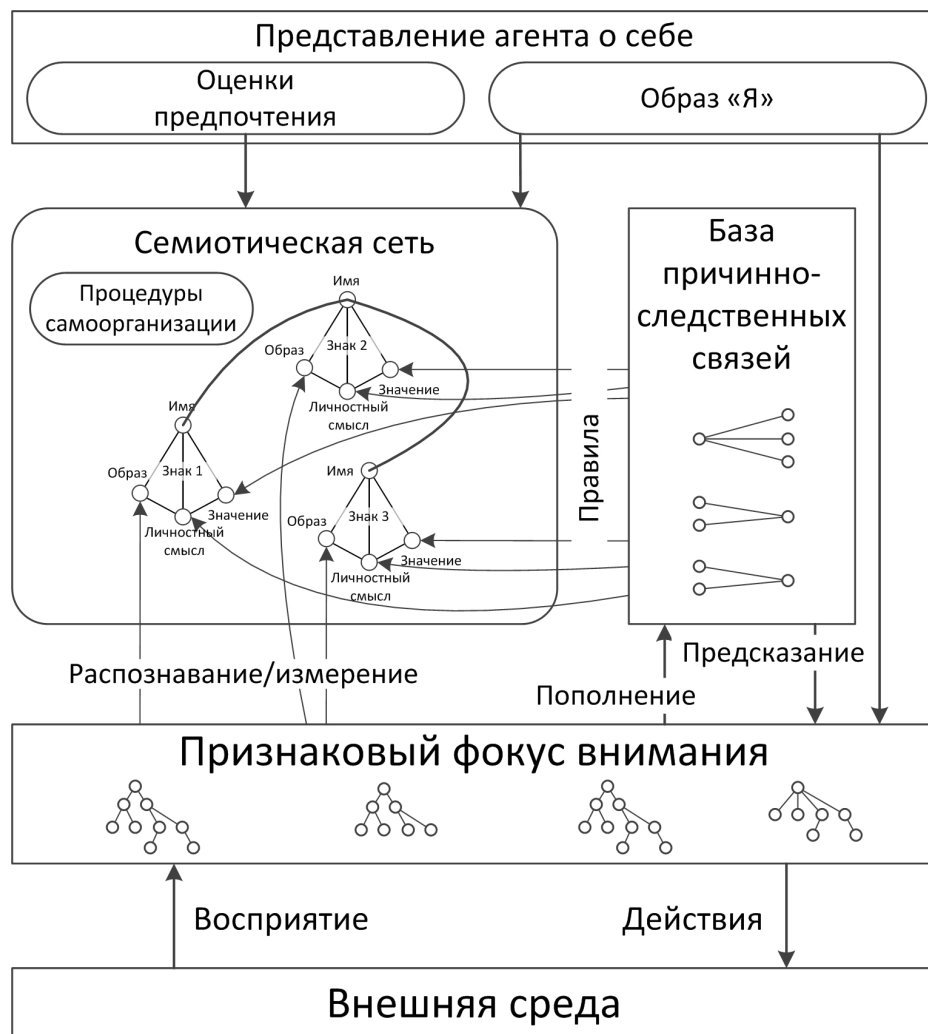 Представление агента о себе
Оценки
предпочтения
Образ «Я»
Семиотическая сеть
Процедуры
самоорганизации
Имя
Образ
Знак 2
Значение
Личностный
смысл
Имя
Образ
Знак 1
Значение
Личностный
смысл
Имя
Образ
Знак 3
Значение
Личностный
смысл
Правила
База
причинно-
следственных
связей
Распознавание/измерение
Пополнение
Предсказание
Признаковый фокус внимания
Восприятие
Действия
Внешняя среда